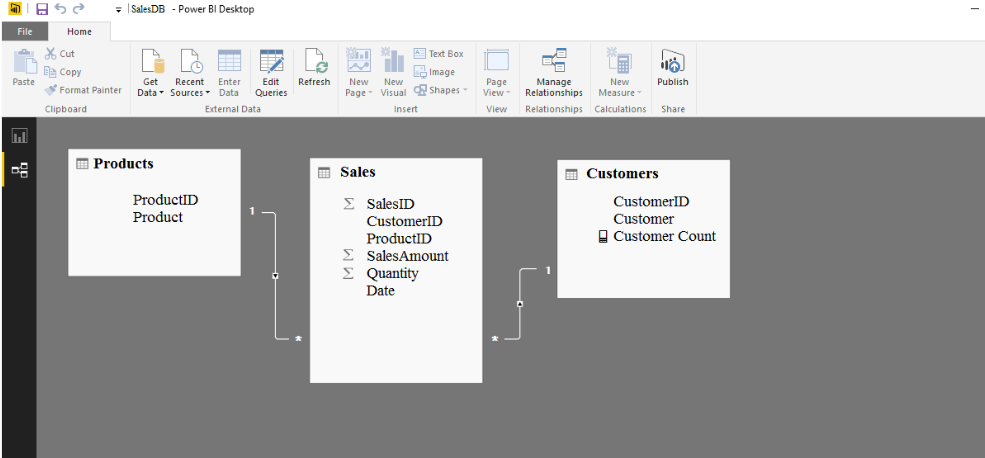 SalesDB - Power BI Desktop
File Home
Paste
Cut
Copy
Format Painter
Clipboard
Get Data
Recent Sources
Enter Data
Edit Queries
Refresh
External Data
New Page
New Visual
Text Box
Image
Shapes
Insert
Page View
View
Manage Relationships
Relationships
New Measure
Calculations
Publish
Share
Products
ProductID
Product
1
*
Sales
Σ SalesID
CustomerID
ProductID
Σ SalesAmount
Σ Quantity
Date
*
1
Customers
CustomerID
Customer
Customer Count